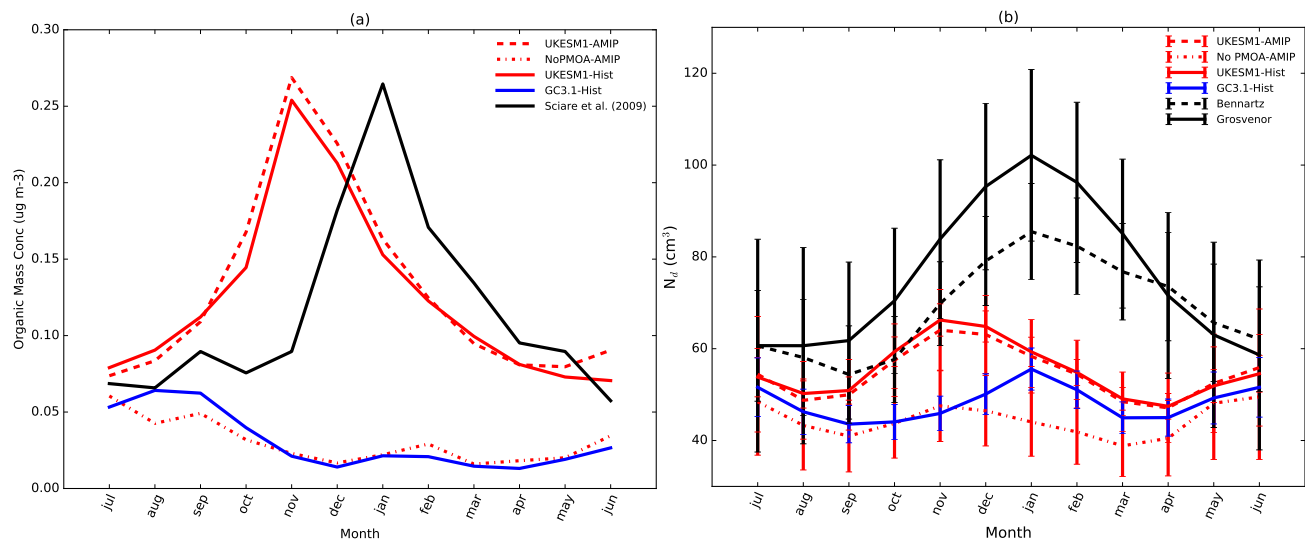 (a)
0.30
0.25
0.20
0.15
0.10
0.05
0.00
Organic Mass Conc (ug m-3)
UKESM1-AMIP
NoPMOA-AMIP
UKESM1-Hist
GC3.1-Hist
Sciare et al. (2009)
jul
aug
sep
oct
nov
dec
jan
feb
mar
apr
may
jun
Month
(b)
120
100
80
60
40
N_d (cm³)
UKESM1-AMIP
No PMOA-AMIP
UKESM1-Hist
GC3.1-Hist
Bennartz
Grosvenor
jul
aug
sep
oct
nov
dec
jan
feb
mar
apr
may
jun
Month